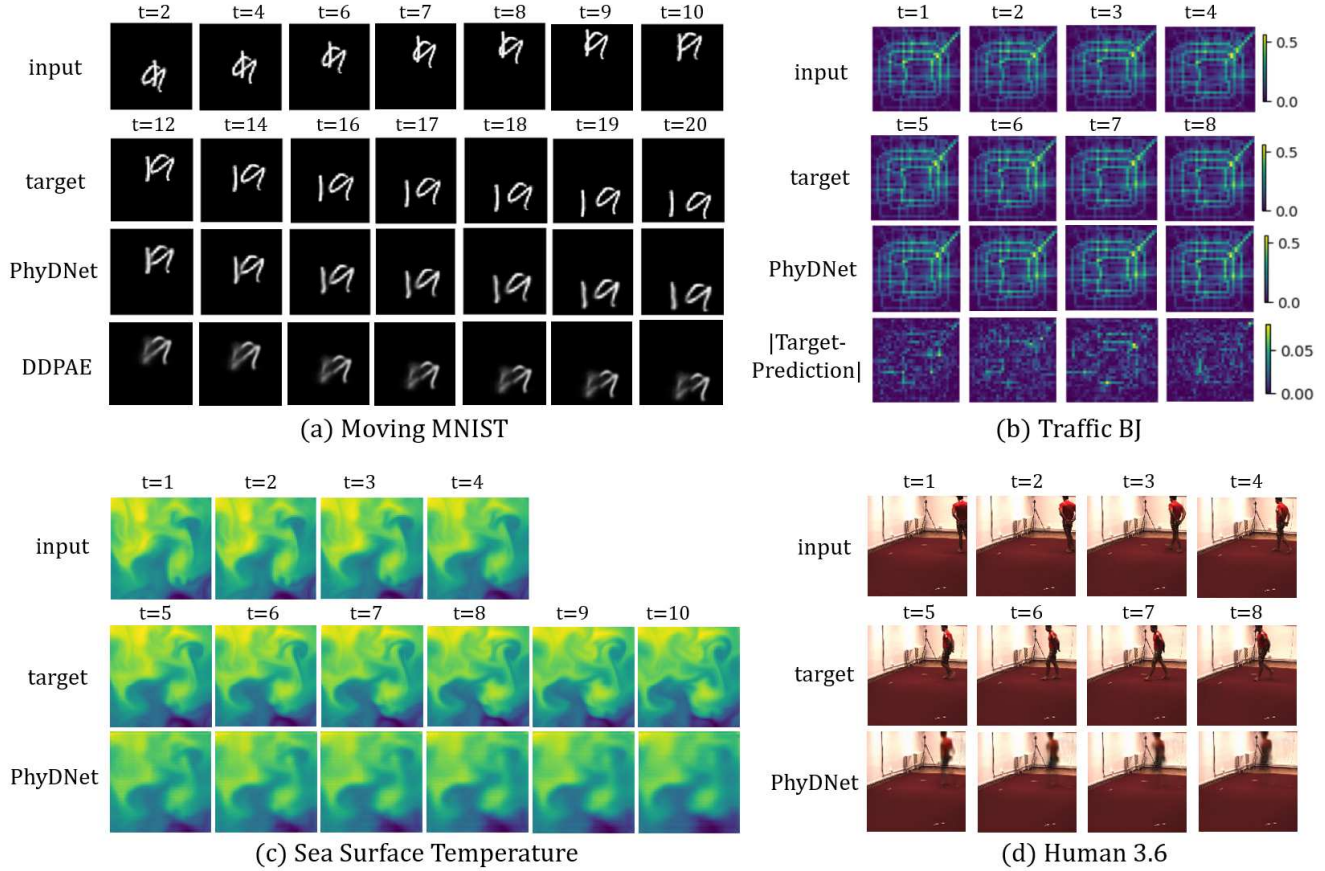 t=2 t=4 t=6 t=7 t=8 t=9 t=10
input
t=12 t=14 t=16 t=17 t=18 t=19 t=20
target
PhyDNet
DDPAE
(a) Moving MNIST
t=1 t=2 t=3 t=4
input
0.5
0.0
t=5 t=6 t=7 t=8
target
0.5
0.0
PhyDNet
0.5
0.0
|Target-
Prediction|
0.05
0.00
(b) Traffic BJ
t=1 t=2 t=3 t=4
input
t=5 t=6 t=7 t=8 t=9 t=10
target
PhyDNet
(c) Sea Surface Temperature
t=1 t=2 t=3 t=4
input
t=5 t=6 t=7 t=8
target
PhyDNet
(d) Human 3.6